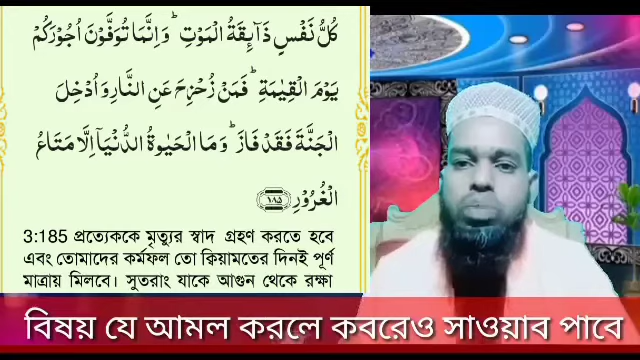 كُلُّ نَفْسٍ ذَآئِقَةُ الْمَوْتِ ؕ وَاِنَّمَا تُوَفَّوْنَ اُجُوْرَكُمْ
يَوْمَ الْقِيٰمَةِ ؕ فَمَنْ زُحْزِحَ عَنِ النَّارِ وَاُدْخِلَ
الْجَنَّةَ فَقَدْ فَازَ ؕ وَمَا الْحَيٰوةُ الدُّنْيَاۤ اِلَّا مَتَاعُ
الْغُرُوْرِ ۱۸۵
3:185 প্রত্যেককে মৃত্যুর স্বাদ গ্রহণ করতে হবে
এবং তোমাদের কর্মফল তো ক্বিয়ামতের দিনই পূর্ণ
মাত্রায় মিলবে। সুতরাং যাকে আগুন থেকে রক্ষা
বিষয় যে আমল করলে কবরেও সাওয়াব পাবে